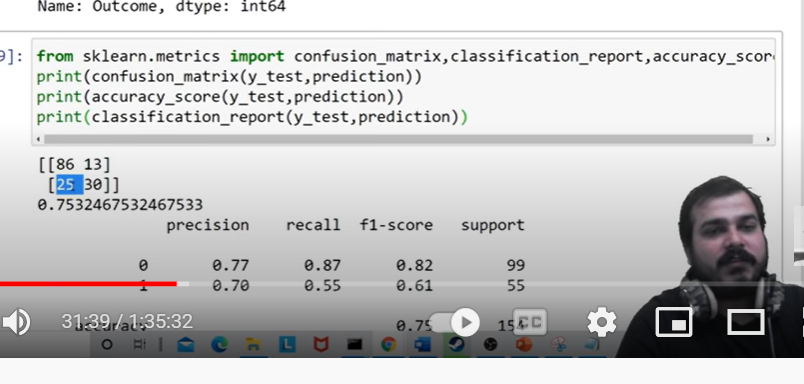 Name: Outcome, dtype: int64
9]: from sklearn.metrics import confusion_matrix,classification_report,accuracy_scor
print(confusion_matrix(y_test,prediction))
print(accuracy_score(y_test,prediction))
print(classification_report(y_test,prediction))
[[86 13]
[25 30]]
0.7532467532467533
precision recall f1-score support
0 0.77 0.87 0.82 99
1 0.70 0.55 0.61 55
31:39 / 1:35:32
accuracy 0.75 154
CC